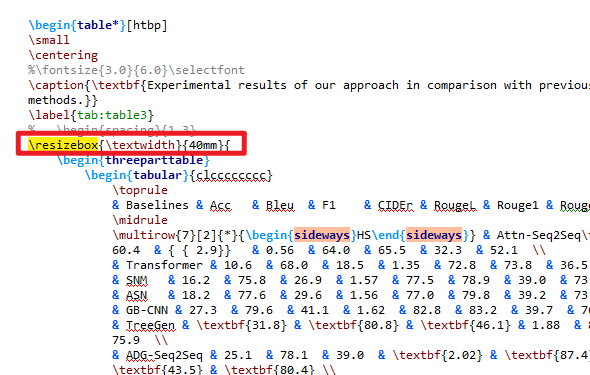 \begin{table*}[htbp]
\small
\centering
%\fontsize{3.0}{6.0}\selectfont
\caption{\textbf{Experimental results of our approach in comparison with previous
methods.}}
\label{tab:table3}
% \begin{spacing}{1.3}
\resizebox{\textwidth}{40mm}{
\begin{threeparttable}
\begin{tabular}{clcccccccc}
\toprule
& Baselines & Acc & Bleu & F1 & CIDEr & RougeL & Rouge1 &
\midrule
\multirow{7}[2]{*}{\begin{sideways}HS\end{sideways}} & Attn-Seq2Seq
60.4 & { { 2.9}} & 0.56 & 64.0 & 65.5 & 32.3 & 52.1 \\
& Transformer & 10.6 & 68.0 & 18.5 & 1.35 & 72.8 & 73.8 & 36.5
& SNM & 16.2 & 75.8 & 26.9 & 1.57 & 77.5 & 78.9 & 39.0 & 73
& ASN & 18.2 & 77.6 & 29.6 & 1.56 & 77.0 & 79.8 & 39.2 & 73
& GB-CNN & 27.3 & 79.6 & 41.1 & 1.62 & 82.8 & 83.2 & 39.7 &
& TreeGen & \textbf{31.8} & \textbf{80.8} & \textbf{46.1} & 1.88 &
75.9 \\
& ADG-Seq2Seq & 25.1 & 78.1 & 39.0 & \textbf{2.02} & \textbf{87.4}
\textbf{43.5} & \textbf{80.4} \\